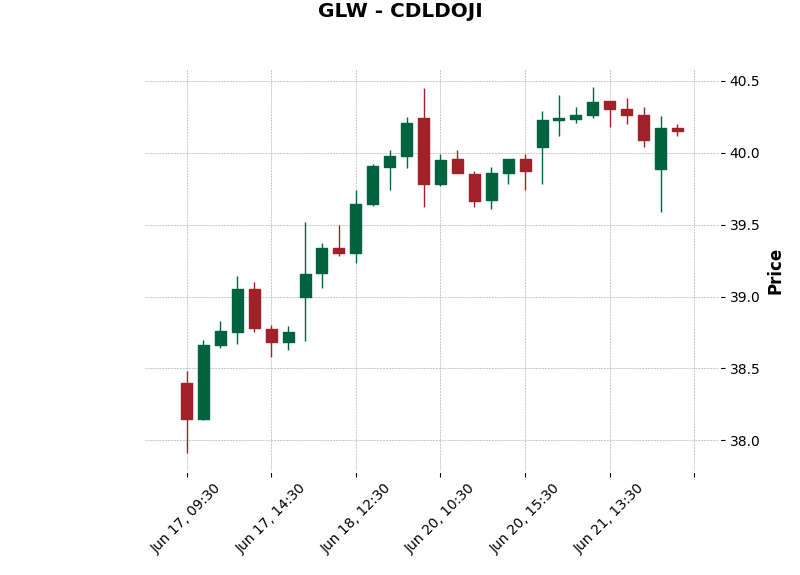 GLW - CDLDOJI
40.5
40.0
39.5
39.0
38.5
38.0
Price
Jun 17, 09:30
Jun 17, 14:30
Jun 18, 12:30
Jun 20, 10:30
Jun 20, 15:30
Jun 21, 13:30